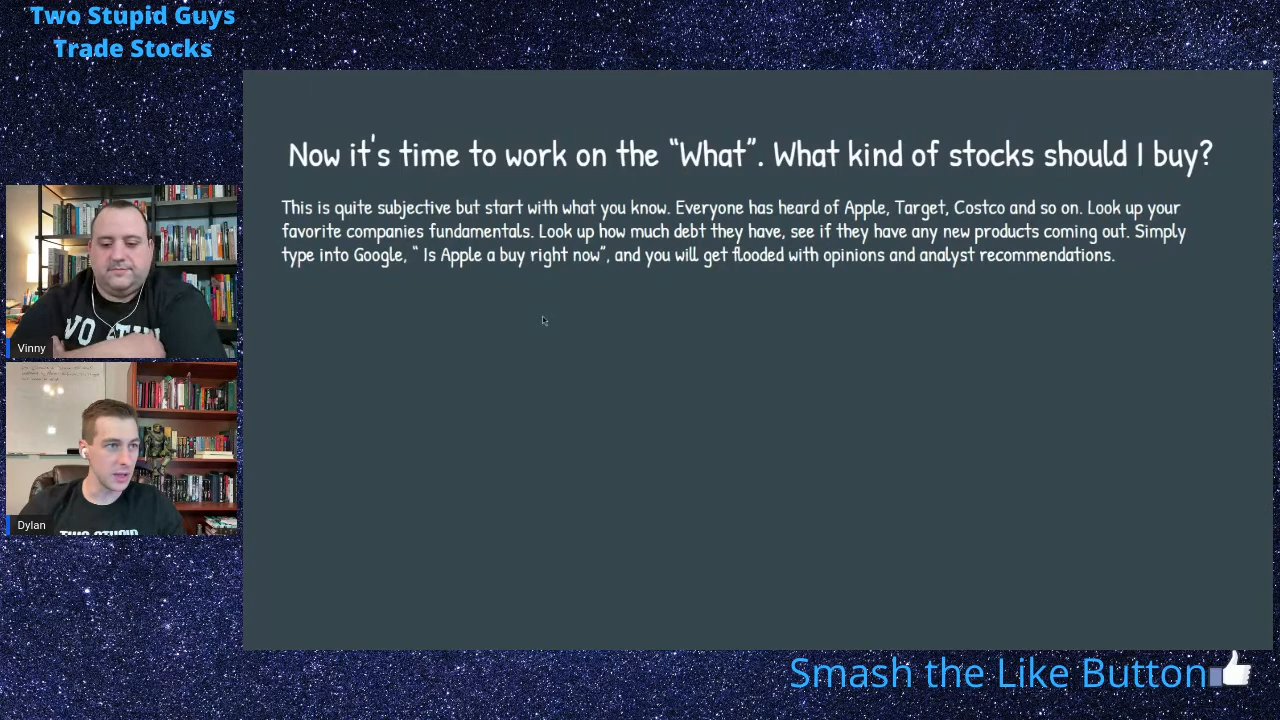 Two Stupid Guys
Trade Stocks
Now it's time to work on the “What”. What kind of stocks should I buy?
This is quite subjective but start with what you know. Everyone has heard of Apple, Target, Costco and so on. Look up your
favorite companies fundamentals. Look up how much debt they have, see if they have any new products coming out. Simply
type into Google, “ Is Apple a buy right now”, and you will get flooded with opinions and analyst recommendations.
Vinny
TWO STUPID
Dylan
Smash the Like Button